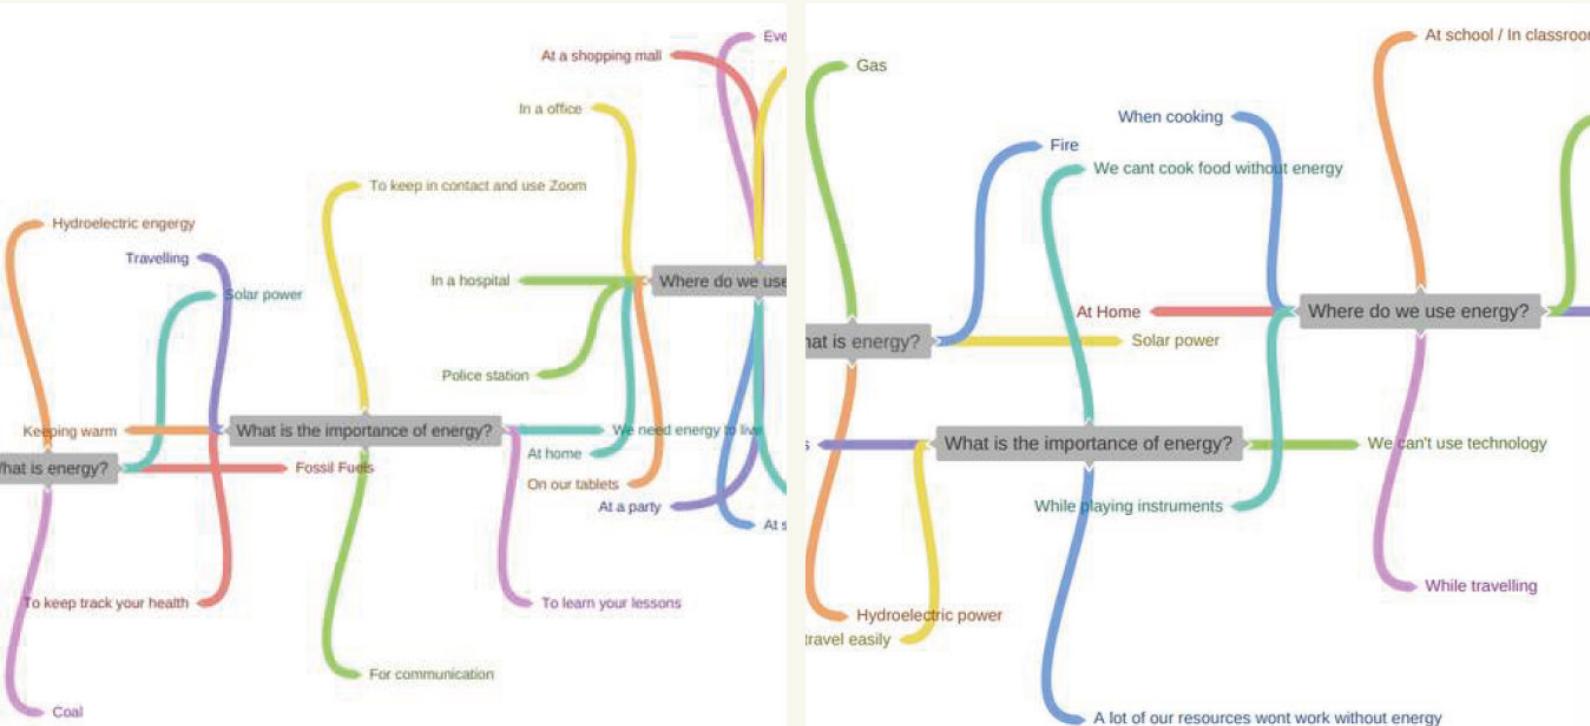 Eve
At a shopping mall
In a office
To keep in contact and use Zoom
Hydroelectric engergy
Travelling
Solar power
In a hospital
Where do we use
Police station
Keeping warm
What is the importance of energy?
We need energy to live
At home
hat is energy?
Fossil Fuels
On our tablets
At a party
At s
To keep track your health
To learn your lessons
For communication
Coal
At school / In classroom
Gas
When cooking
Fire
We cant cook food without energy
At Home
Where do we use energy?
hat is energy?
Solar power
s
What is the importance of energy?
We can't use technology
While playing instruments
While travelling
Hydroelectric power
travel easily
A lot of our resources wont work without energy